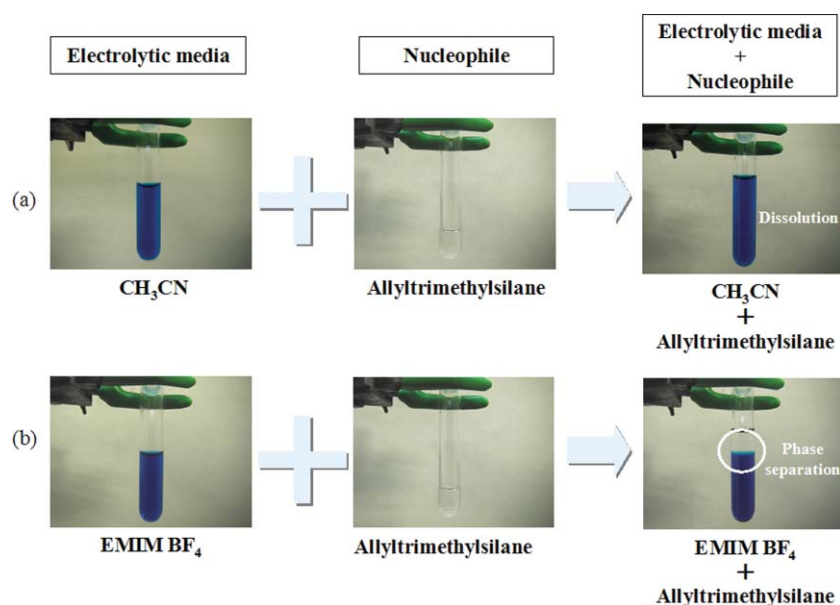 Electrolytic media
Nucleophile
Electrolytic media
+
Nucleophile
(a)
Dissolution
CH₃CN
Allyltrimethylsilane
CH₃CN
+
Allyltrimethylsilane
(b)
Phase
separation
EMIM BF₄
Allyltrimethylsilane
EMIM BF₄
+
Allyltrimethylsilane